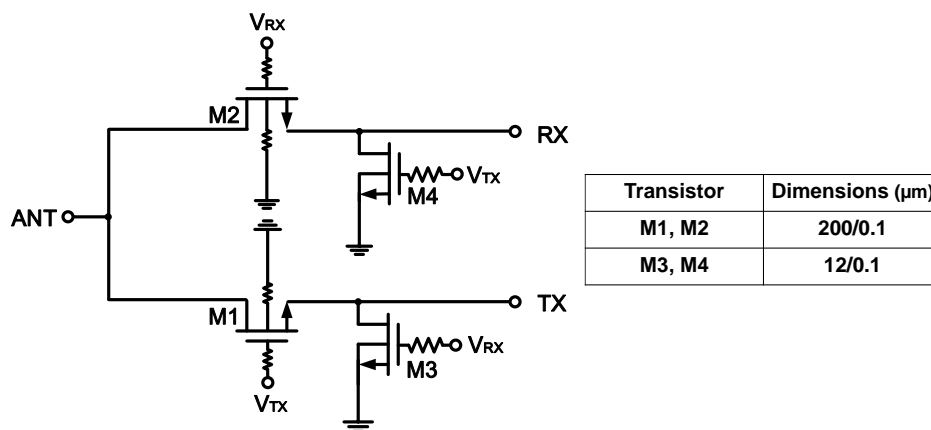 VRX
M2
RX
VTX
M4
ANT
M1
TX
VRX
M3
VTX
Transistor Dimensions (µm)
M1, M2 200/0.1
M3, M4 12/0.1